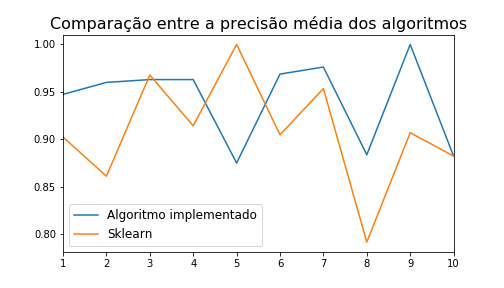 Comparação entre a precisão média dos algoritmos
1.00
0.95
0.90
0.85
0.80
Algoritmo implementado
Sklearn
1 2 3 4 5 6 7 8 9 10